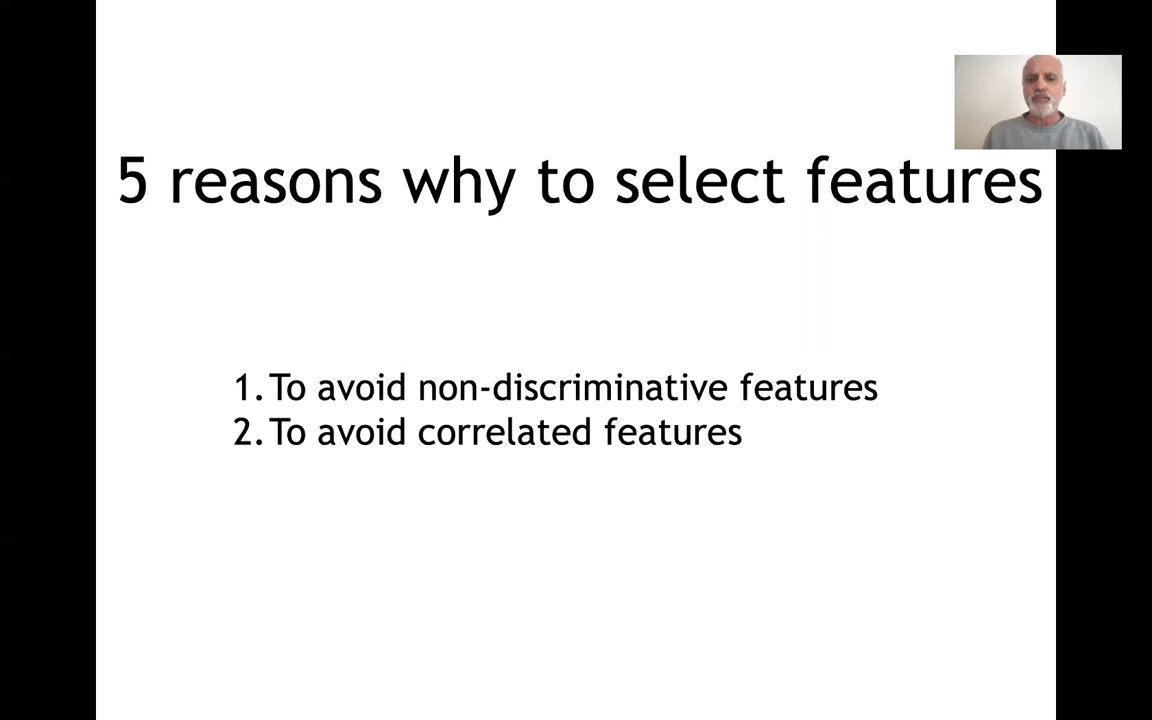 5 reasons why to select features
1. To avoid non-discriminative features
2. To avoid correlated features